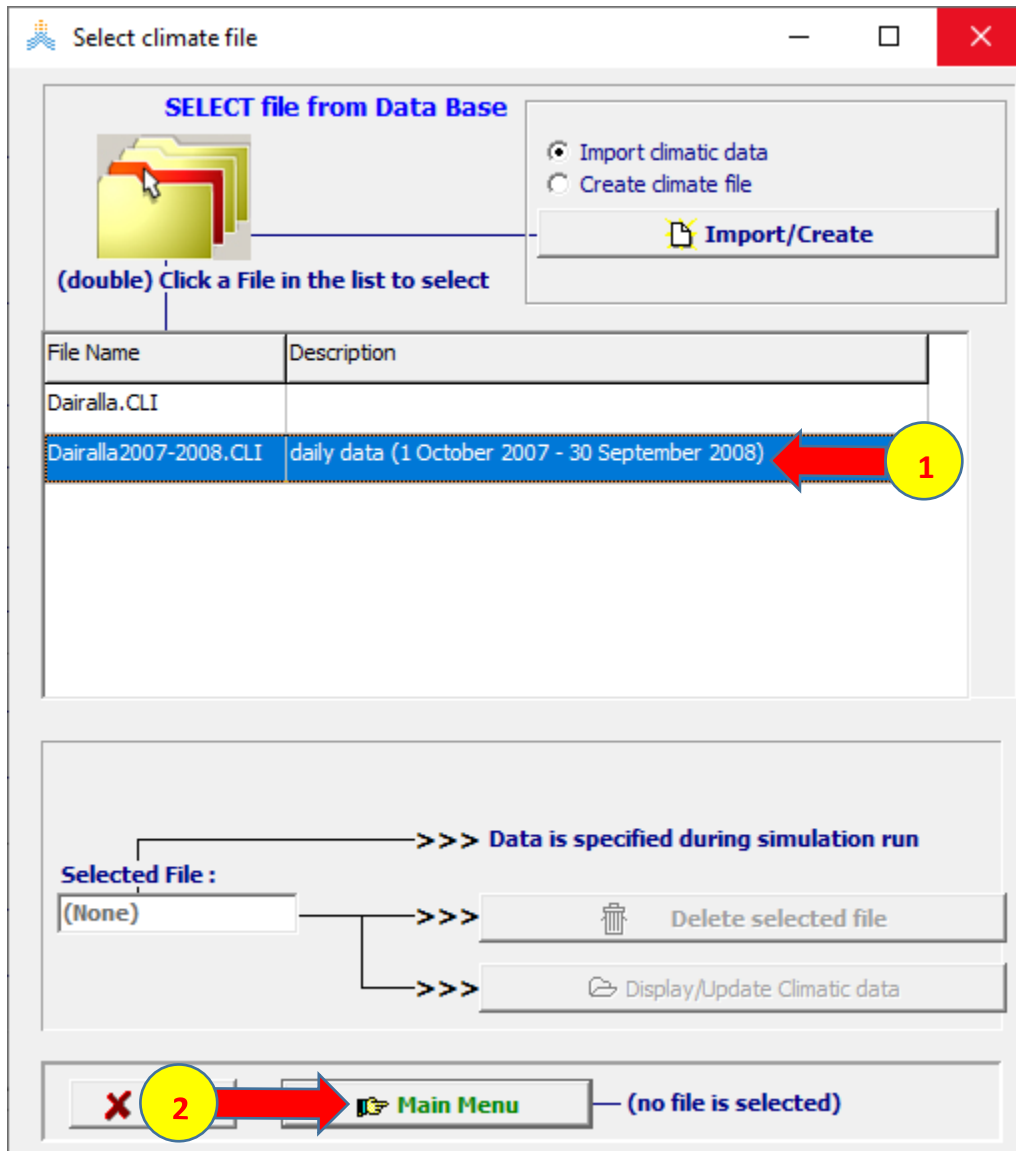 Select climate file
SELECT file from Data Base
Import climatic data
Create climate file
Import/Create
(double) Click a File in the list to select
File Name Description
Dairalla.CLI
Dairalla2007-2008.CLI daily data (1 October 2007 - 30 September 2008)
1
>>> Data is specified during simulation run
Selected File :
(None)
>>> Delete selected file
>>> Display/Update Climatic data
2
Main Menu (no file is selected)